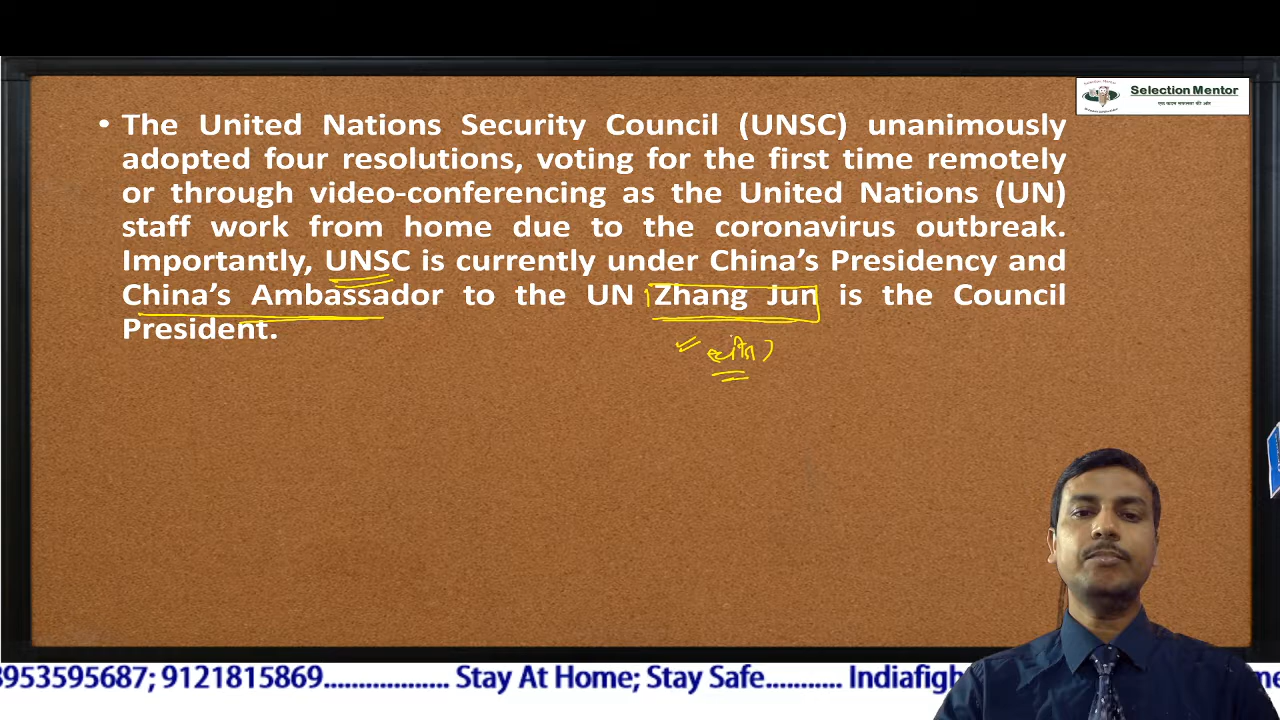 Selection Mentor
• The United Nations Security Council (UNSC) unanimously
adopted four resolutions, voting for the first time remotely
or through video-conferencing as the United Nations (UN)
staff work from home due to the coronavirus outbreak.
Importantly, UNSC is currently under China’s Presidency and
China’s Ambassador to the UN Zhang Jun is the Council
President.
8953595687; 9121815869.................. Stay At Home; Stay Safe........... Indiafigh